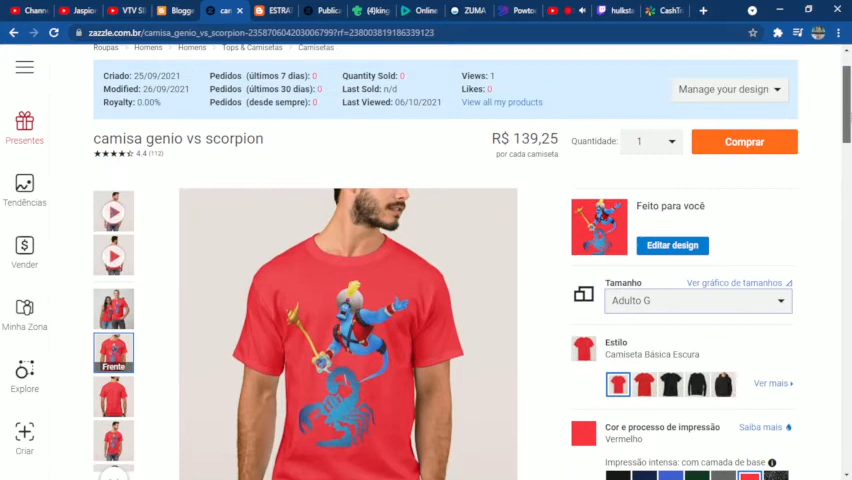 Channe
Jaspion
VTV SI
Blogge
cam
ESTRAT
Publica
(4)king
Online
ZUMA
Powtoo
hulksta
CashTr
zazzle.com.br/camisa_genio_vs_scorpion-235870604203006799?rf=238003819186339123
Roupas
Homens
Homens
Tops & Camisetas
Camisetas
Criado: 25/09/2021
Pedidos (últimos 7 dias): 0
Quantity Sold: 0
Views: 1
Modified: 26/09/2021
Pedidos (últimos 30 dias): 0
Last Sold: n/d
Likes: 0
Manage your design
Royalty: 0.00%
Pedidos (desde sempre): 0
Last Viewed: 06/10/2021
View all my products
camisa genio vs scorpion
R$ 139,25
Quantidade:
1
Comprar
4.4 (112)
por cada camiseta
Presentes
Tendências
Vender
Minha Zona
Explore
Criar
Frente
Feito para você
Editar design
Tamanho
Ver gráfico de tamanhos
Adulto G
Estilo
Camiseta Básica Escura
Ver mais
Cor e processo de impressão
Saiba mais
Vermelho
Impressão intensa: com camada de base